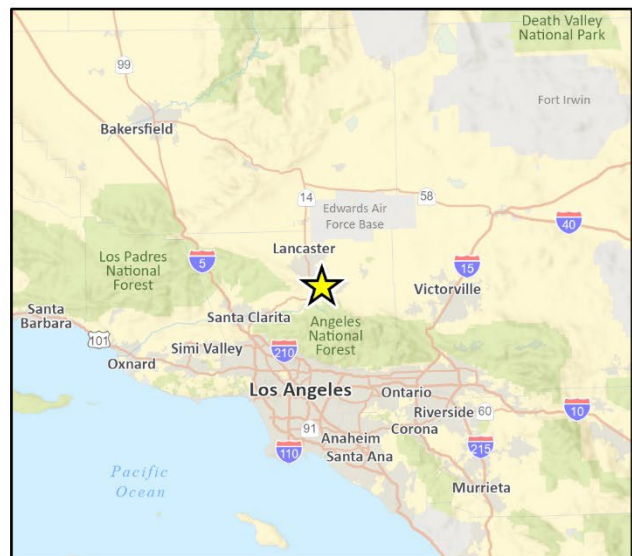 Death Valley
National Park
99
Fort Irwin
Bakersfield
14
58
Edwards Air
Force Base
40
Lancaster
Los Padres
National
Forest
5
15
Victorville
Santa
Barbara
Santa Clarita
Angeles
National
Forest
101
Simi Valley
210
Oxnard
Los Angeles
Ontario
Riverside
60
10
Corona
91
Anaheim
110
Santa Ana
215
Pacific
Ocean
Murrieta